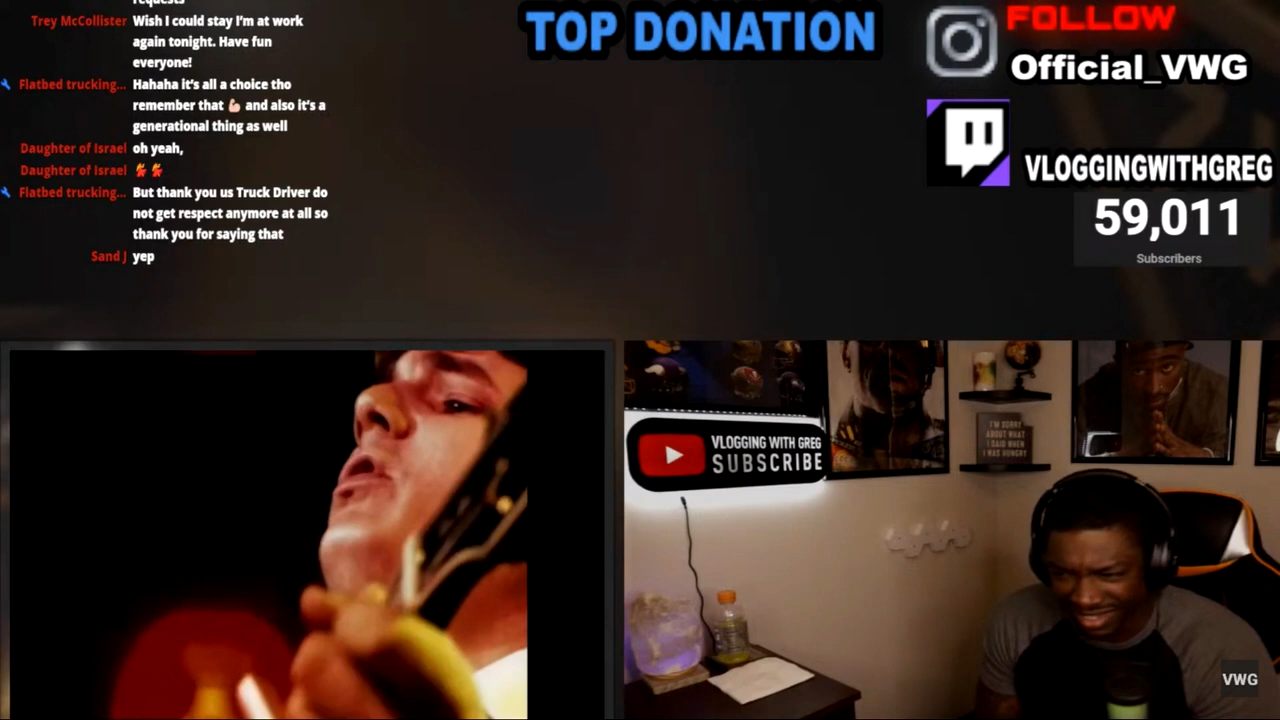 requests
Trey McCollister Wish I could stay I'm at work
again tonight. Have fun
everyone!
Flatbed trucking... Hahaha it's all a choice tho
remember that 💪🏻 and also it's a
generational thing as well
Daughter of Israel oh yeah,
Daughter of Israel 💃💃
Flatbed trucking... But thank you us Truck Driver do
not get respect anymore at all so
thank you for saying that
Sand J yep
TOP DONATION
FOLLOW
Official_VWG
VLOGGINGWITHGREG
59,011
Subscribers
VLOGGING WITH GREG
SUBSCRIBE
I'M SORRY
ABOUT WHAT
I SAID WHEN
I WAS HUNGRY
VWG